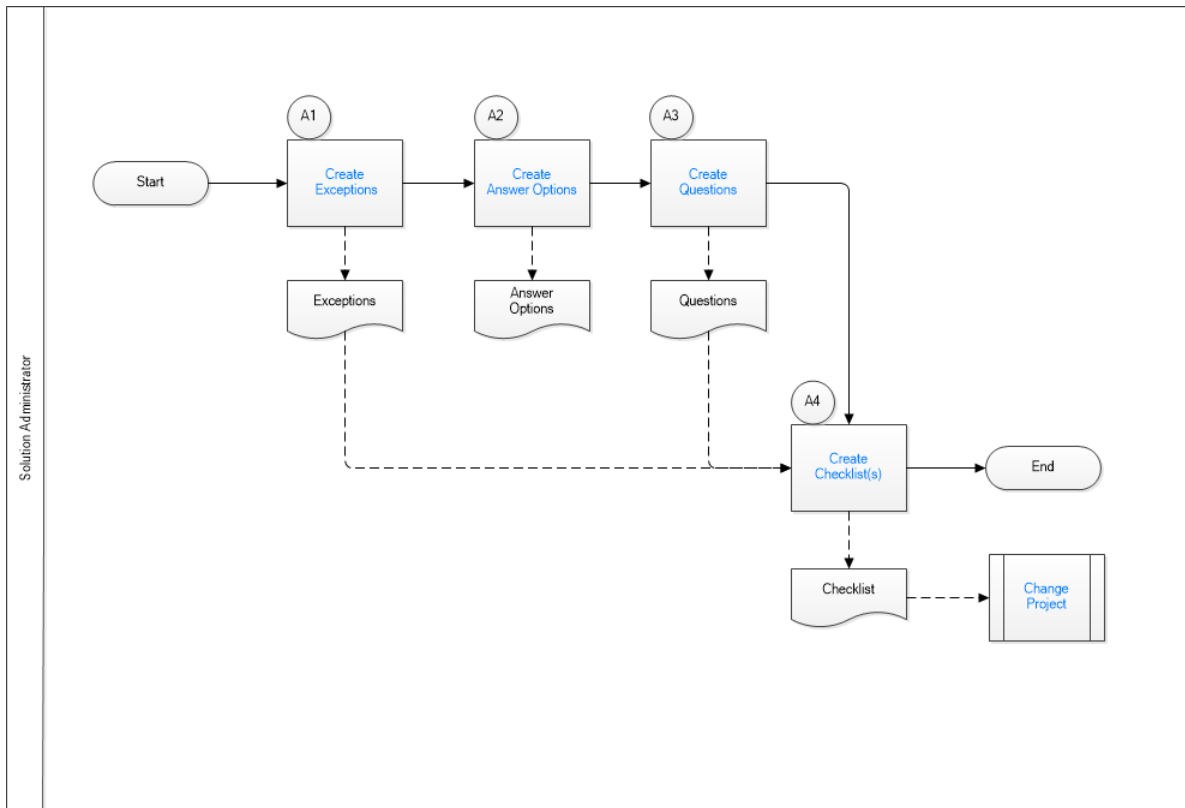 A1
A2
A3
Start
Create
Exceptions
Create
Answer Options
Create
Questions
Exceptions
Answer
Options
Questions
Solution Administrator
A4
Create
Checklist(s)
End
Checklist
Change
Project